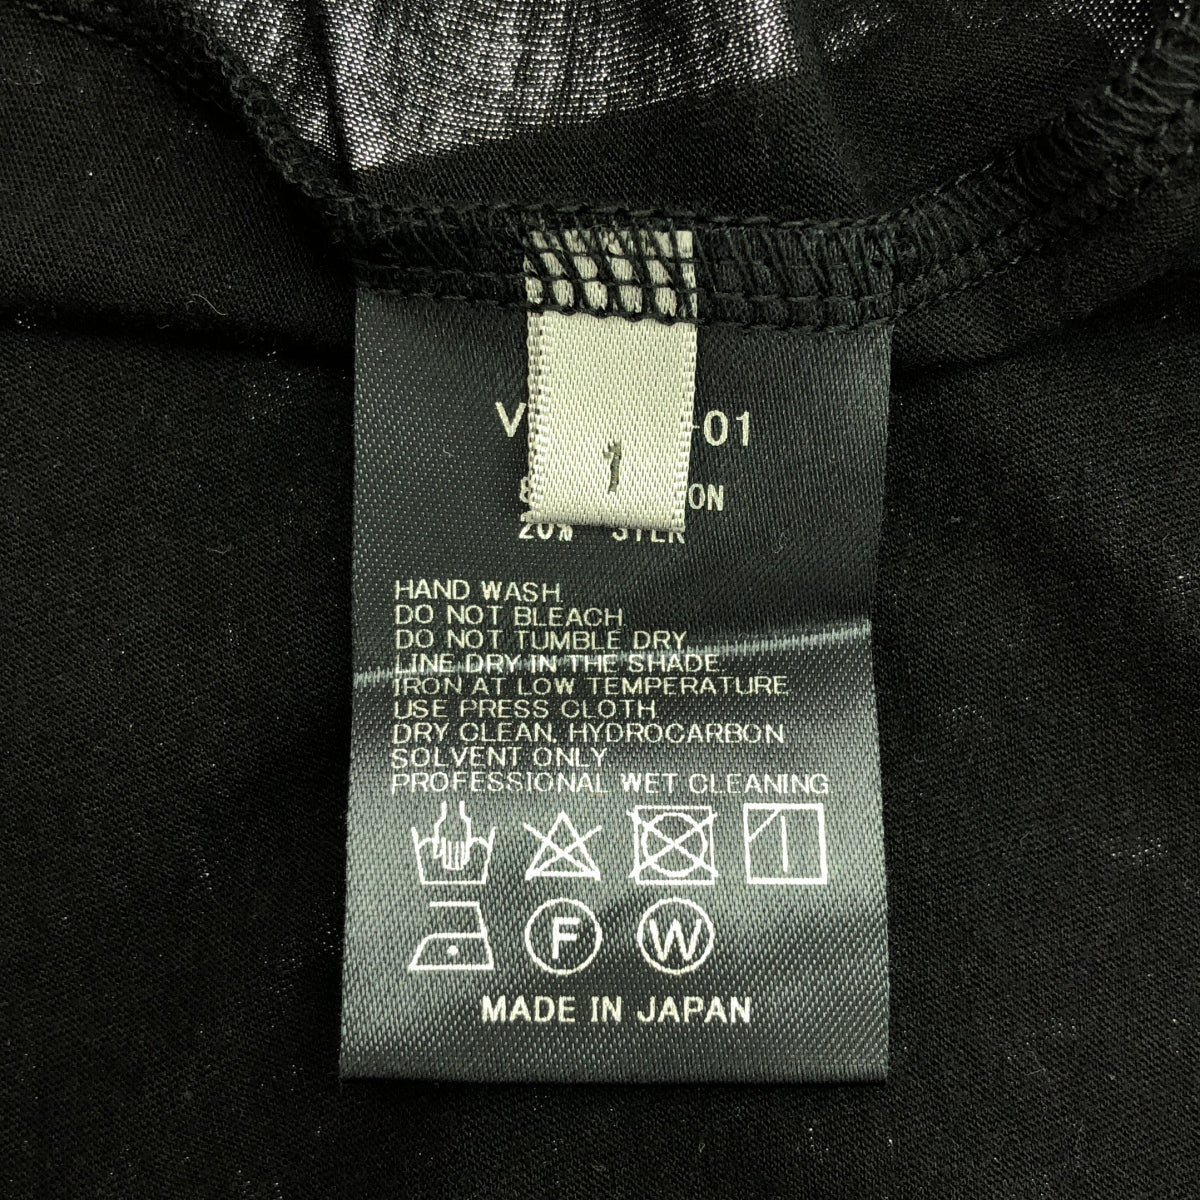 1
20%
HAND WASH
DO NOT BLEACH
DO NOT TUMBLE DRY
LINE DRY IN THE SHADE
IRON AT LOW TEMPERATURE
USE PRESS CLOTH
DRY CLEAN, HYDROCARBON
SOLVENT ONLY
PROFESSIONAL WET CLEANING
F W
MADE IN JAPAN